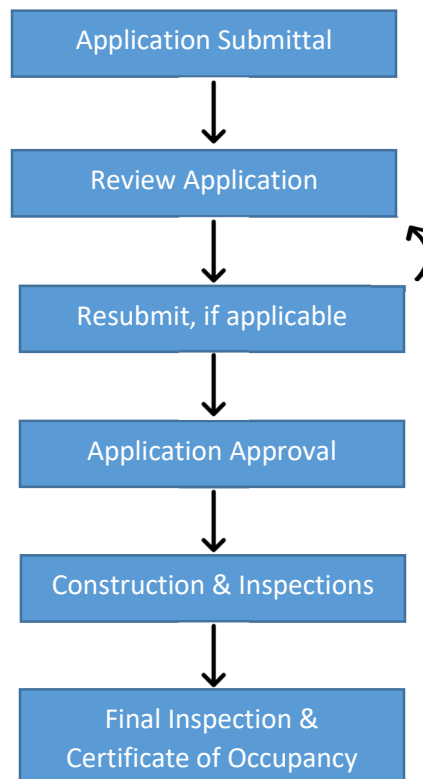 Application Submittal
Review Application
Resubmit, if applicable
Application Approval
Construction & Inspections
Final Inspection &
Certificate of Occupancy